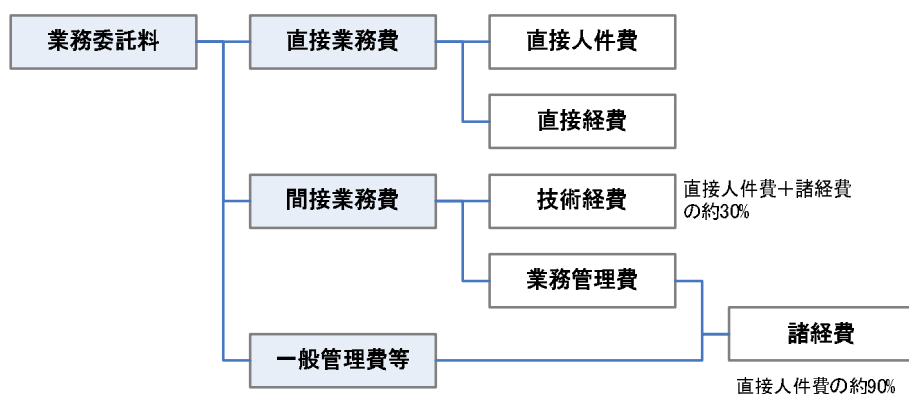 業務委託料
直接業務費
直接人件費
直接経費
間接業務費
技術経費
直接人件費+諸経費
の約30%
業務管理費
諸経費
一般管理費等
直接人件費の約90%